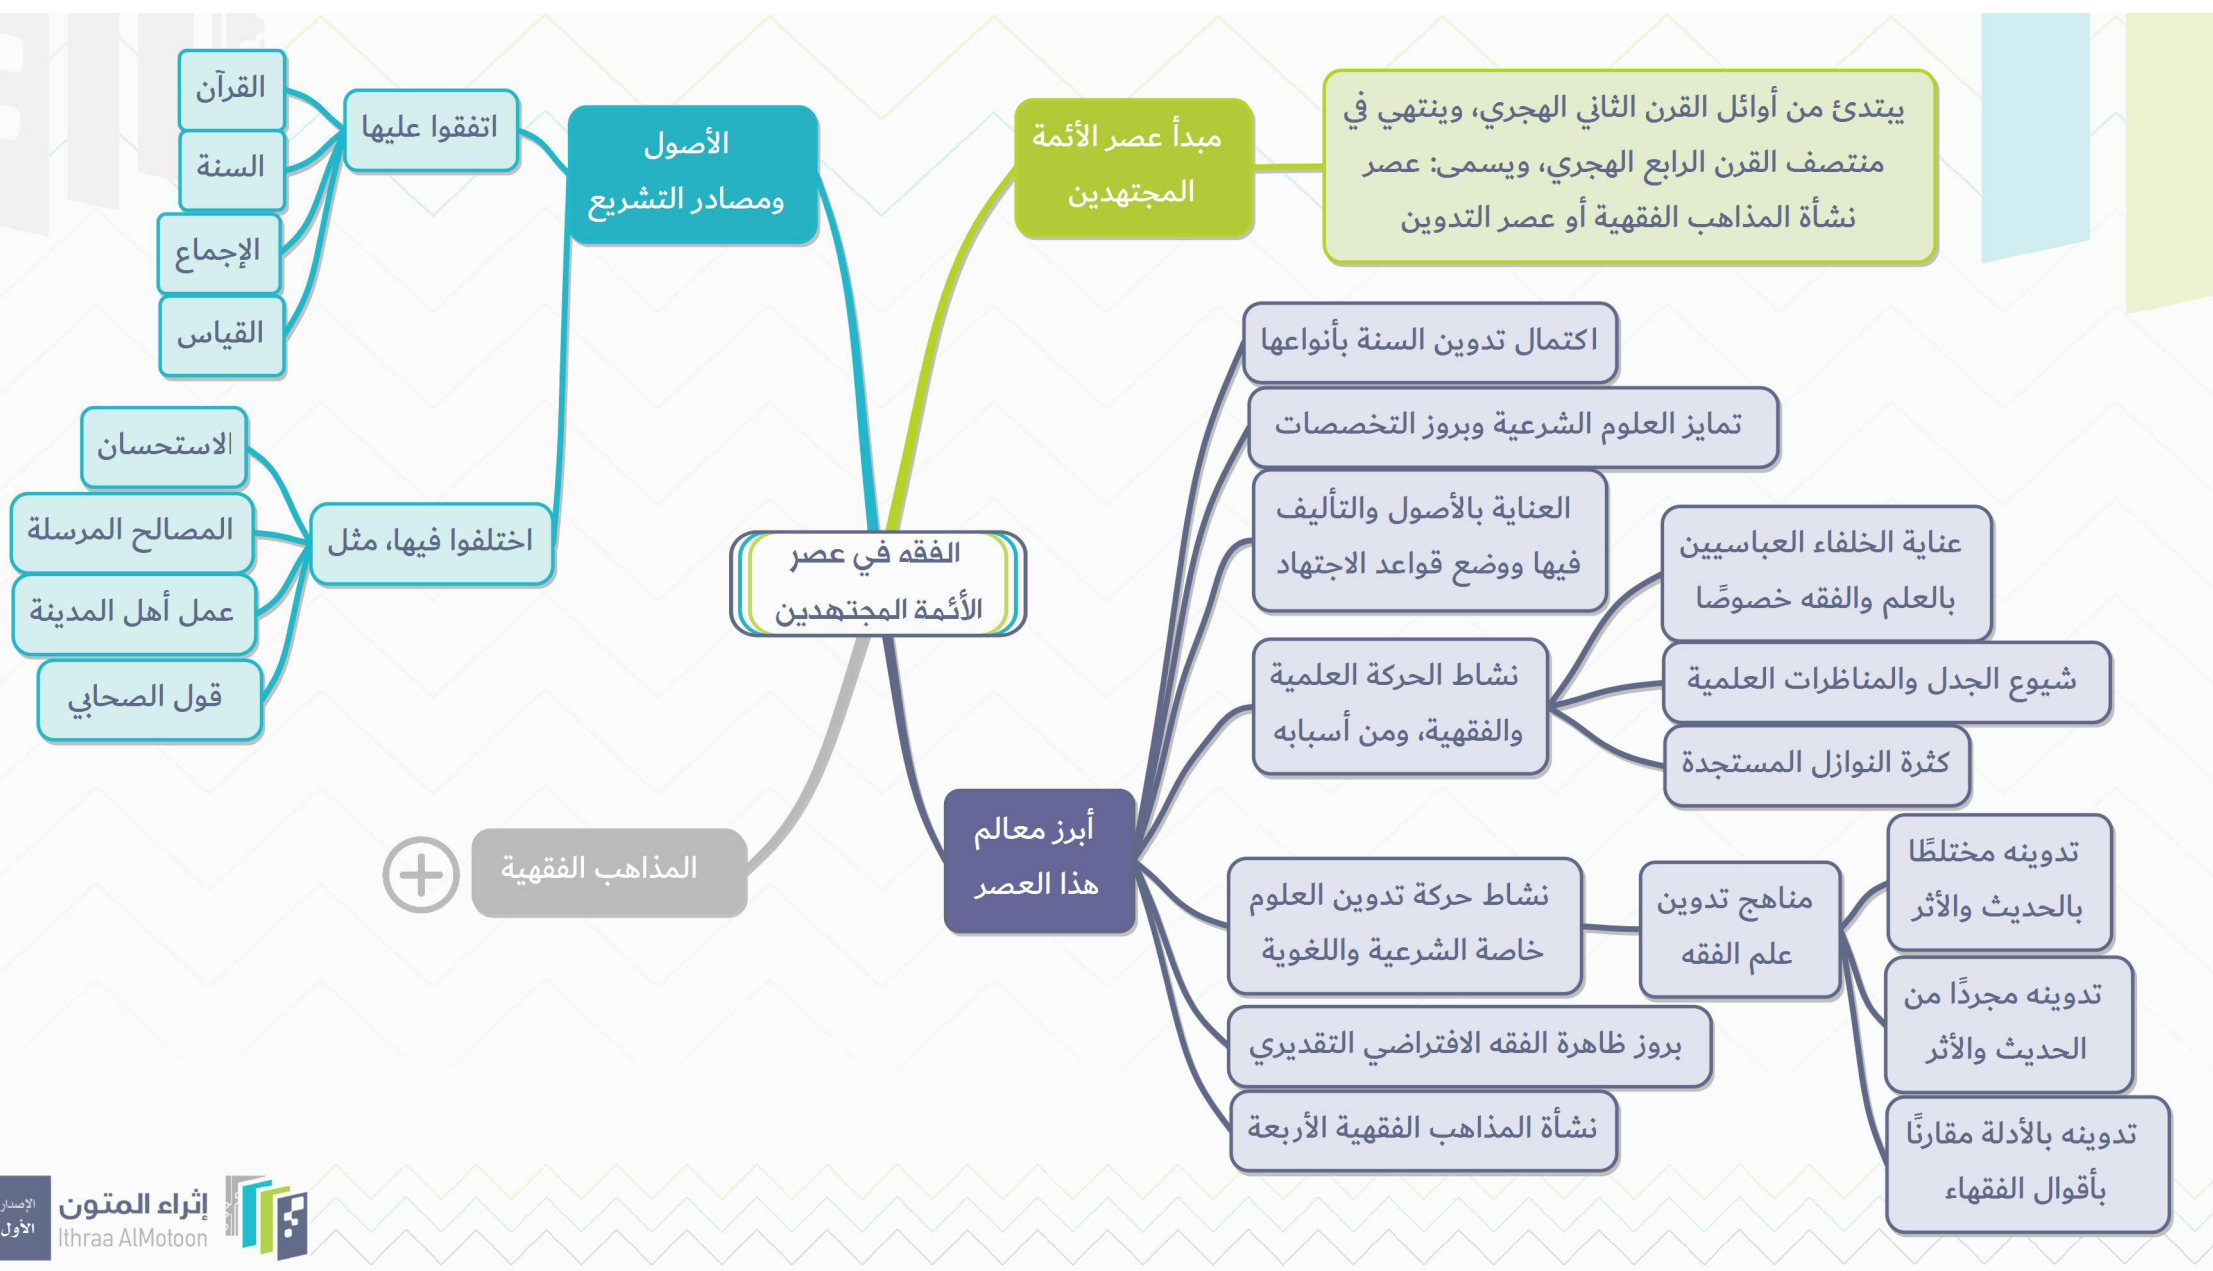 الفقه في عصر
الأئمة المجتهدين
مبدأ عصر الأئمة
المجتهدين
يبتدئ من أوائل القرن الثاني الهجري، وينتهي في
منتصف القرن الرابع الهجري، ويسمى: عصر
نشأة المذاهب الفقهية أو عصر التدوين
أبرز معالم
هذا العصر
اكتمال تدوين السنة بأنواعها
تمايز العلوم الشرعية وبروز التخصصات
العناية بالأصول والتأليف
فيها ووضع قواعد الاجتهاد
نشاط الحركة العلمية
والفقهية، ومن أسبابه
عناية الخلفاء العباسيين
بالعلم والفقه خصوصًا
شيوع الجدل والمناظرات العلمية
كثرة النوازل المستجدة
نشاط حركة تدوين العلوم
خاصة الشرعية واللغوية
مناهج تدوين
علم الفقه
تدوينه مختلطًا
بالحديث والأثر
تدوينه مجردًا من
الحديث والأثر
تدوينه بالأدلة مقارنًا
بأقوال الفقهاء
بروز ظاهرة الفقه الافتراضي التقديري
نشأة المذاهب الفقهية الأربعة
الأصول
ومصادر التشريع
اتفقوا عليها
القرآن
السنة
الإجماع
القياس
اختلفوا فيها، مثل
الاستحسان
المصالح المرسلة
عمل أهل المدينة
قول الصحابي
المذاهب الفقهية
إثراء المتون
Ithraa AlMotoon
الإصدار
الأول